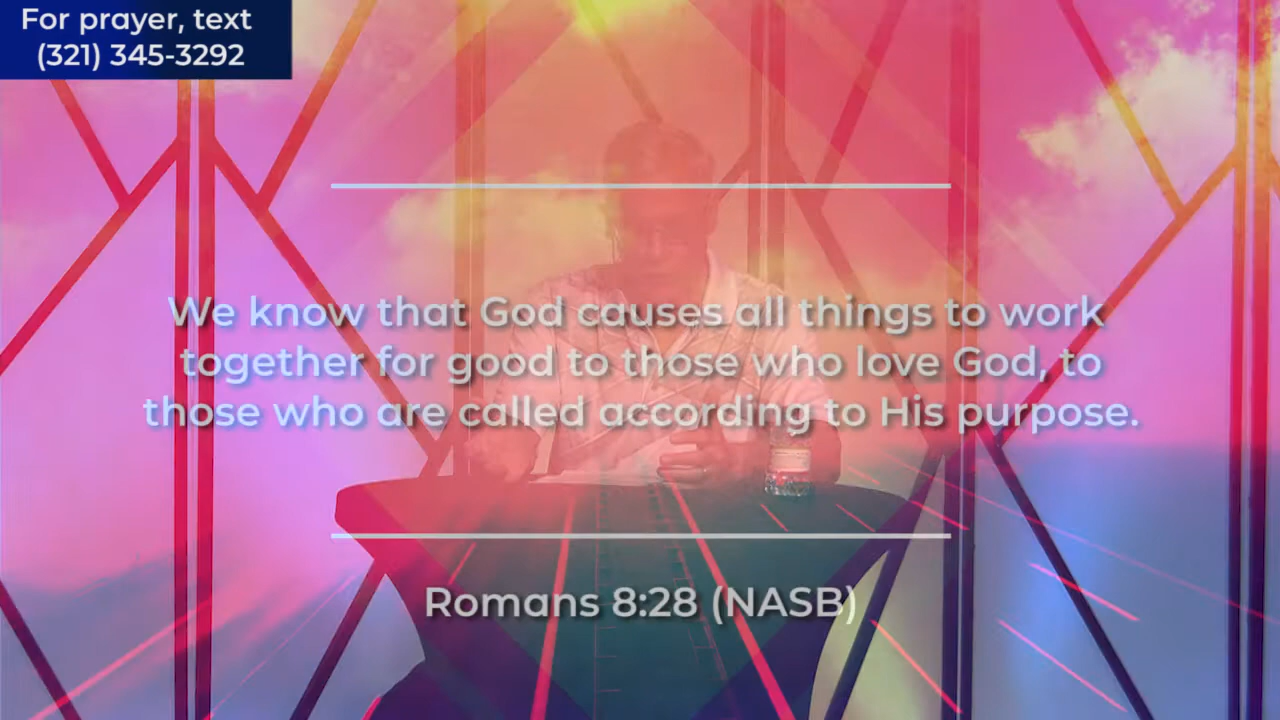 For prayer, text
(321) 345-3292
We know that God causes all things to work
together for good to those who love God, to
those who are called according to His purpose.
Romans 8:28 (NASB)